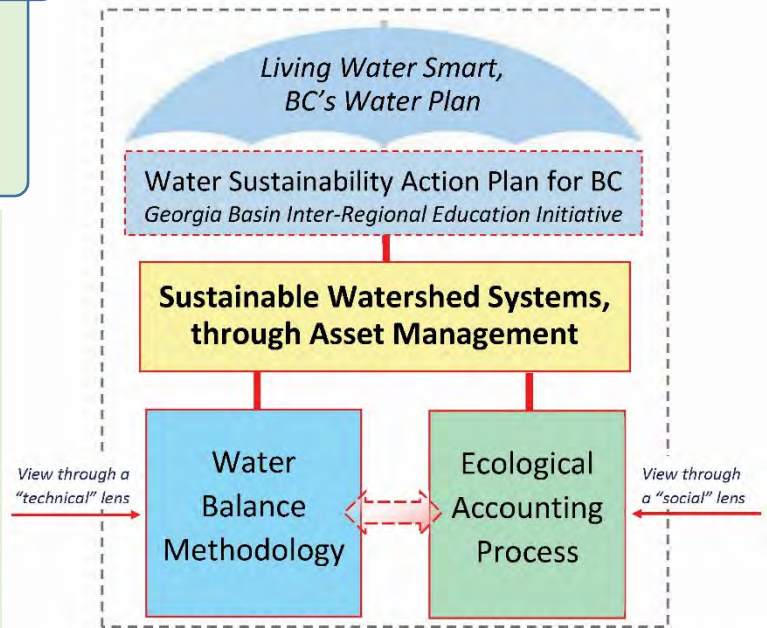 Living Water Smart,
BC's Water Plan
Water Sustainability Action Plan for BC
Georgia Basin Inter-Regional Education Initiative
Sustainable Watershed Systems,
through Asset Management
View through a
"technical" lens
Water
Balance
Methodology
Ecological
Accounting
Process
View through
a "social" lens